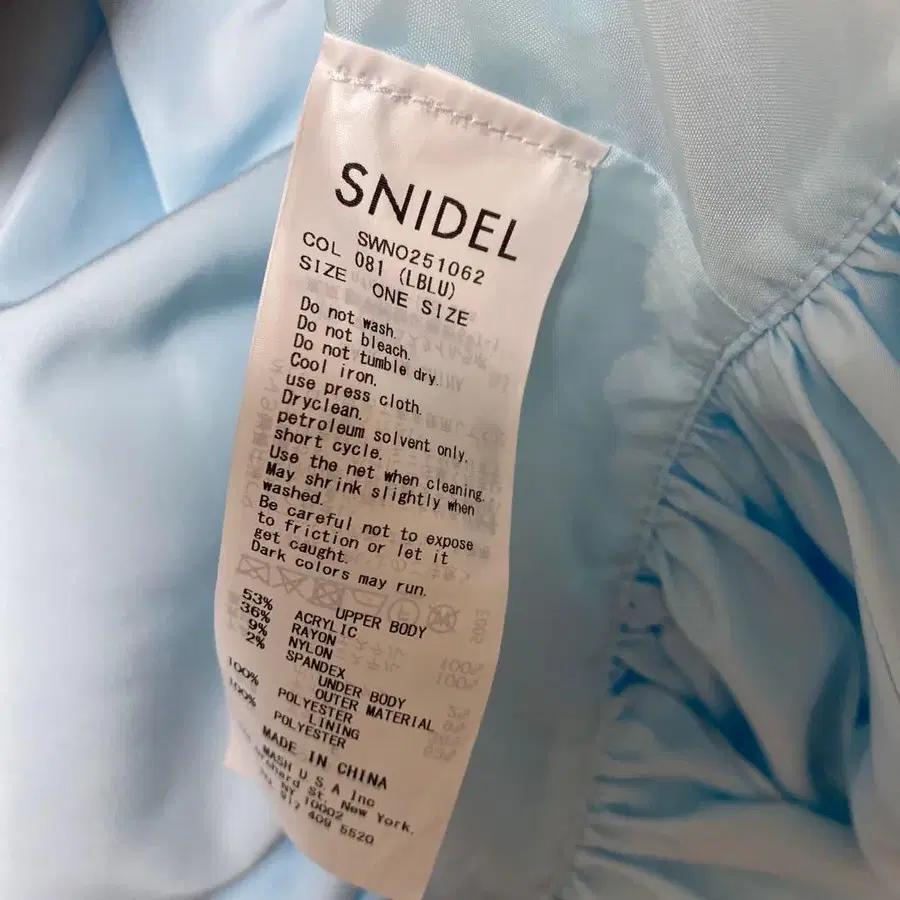 SNIDEL
SWNO251062
COL 081 (LBLU)
SIZE ONE SIZE
Do not wash.
Do not bleach.
Do not tumble dry.
Cool iron.
use press cloth.
Dryclean.
petroleum solvent only,
short cycle.
Use the net when cleaning.
May shrink slightly when
washed.
Be careful not to expose
to friction or let it
get caught.
Dark colors may run.
UPPER BODY
53% ACRYLIC
36% RAYON
9% NYLON
2% SPANDEX
UNDER BODY
OUTER MATERIAL
100% POLYESTER
LINING
100% POLYESTER
MADE IN CHINA
MASH U S A Inc
St. New York.
NY 10002
409 5520